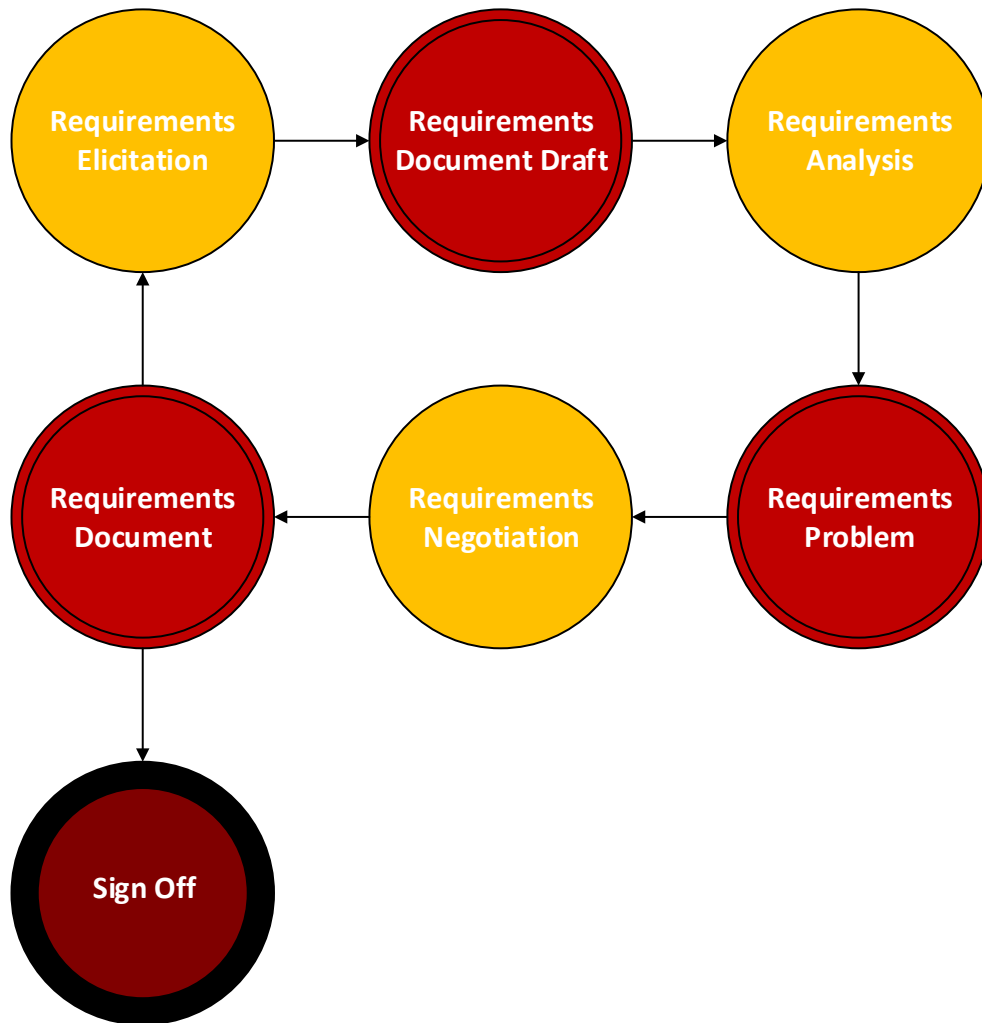 Requirements
Elicitation
Requirements
Document Draft
Requirements
Analysis
Requirements
Document
Requirements
Negotiation
Requirements
Problem
Sign Off